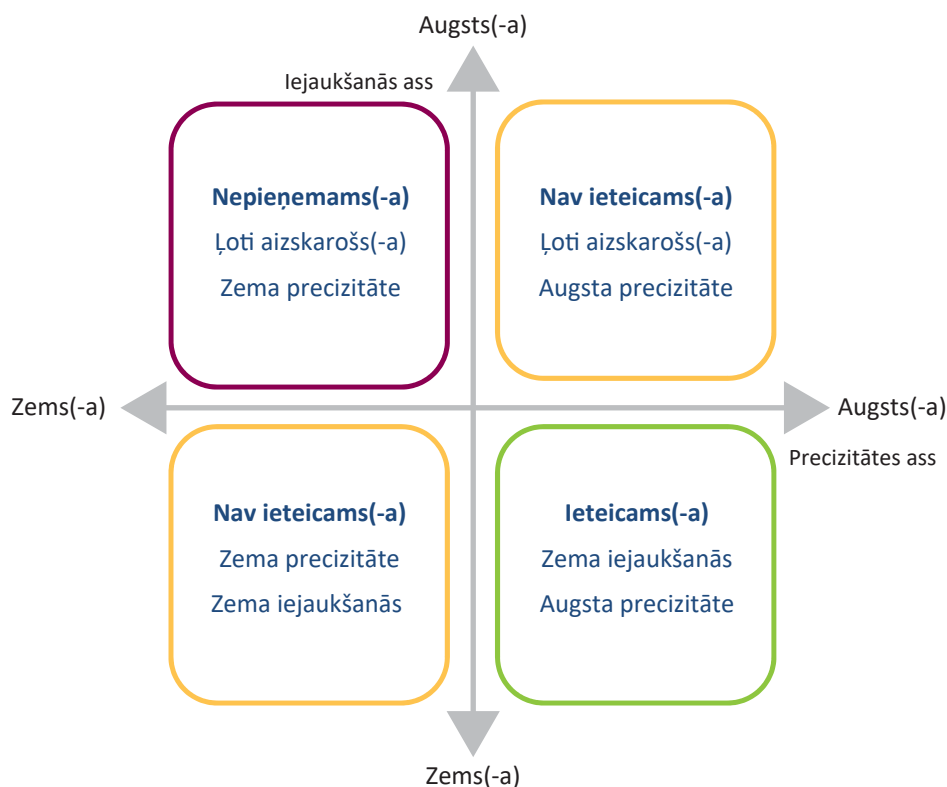 Augsts(-a)
Iejaukšanās ass
Nepieņemams(-a)
Ļoti aizskarošs(-a)
Zema precizitāte
Nav ieteicams(-a)
Ļoti aizskarošs(-a)
Augsta precizitāte
Zems(-a)
Augsts(-a)
Precizitātes ass
Nav ieteicams(-a)
Zema precizitāte
Zema iejaukšanās
Ieteicams(-a)
Zema iejaukšanās
Augsta precizitāte
Zems(-a)